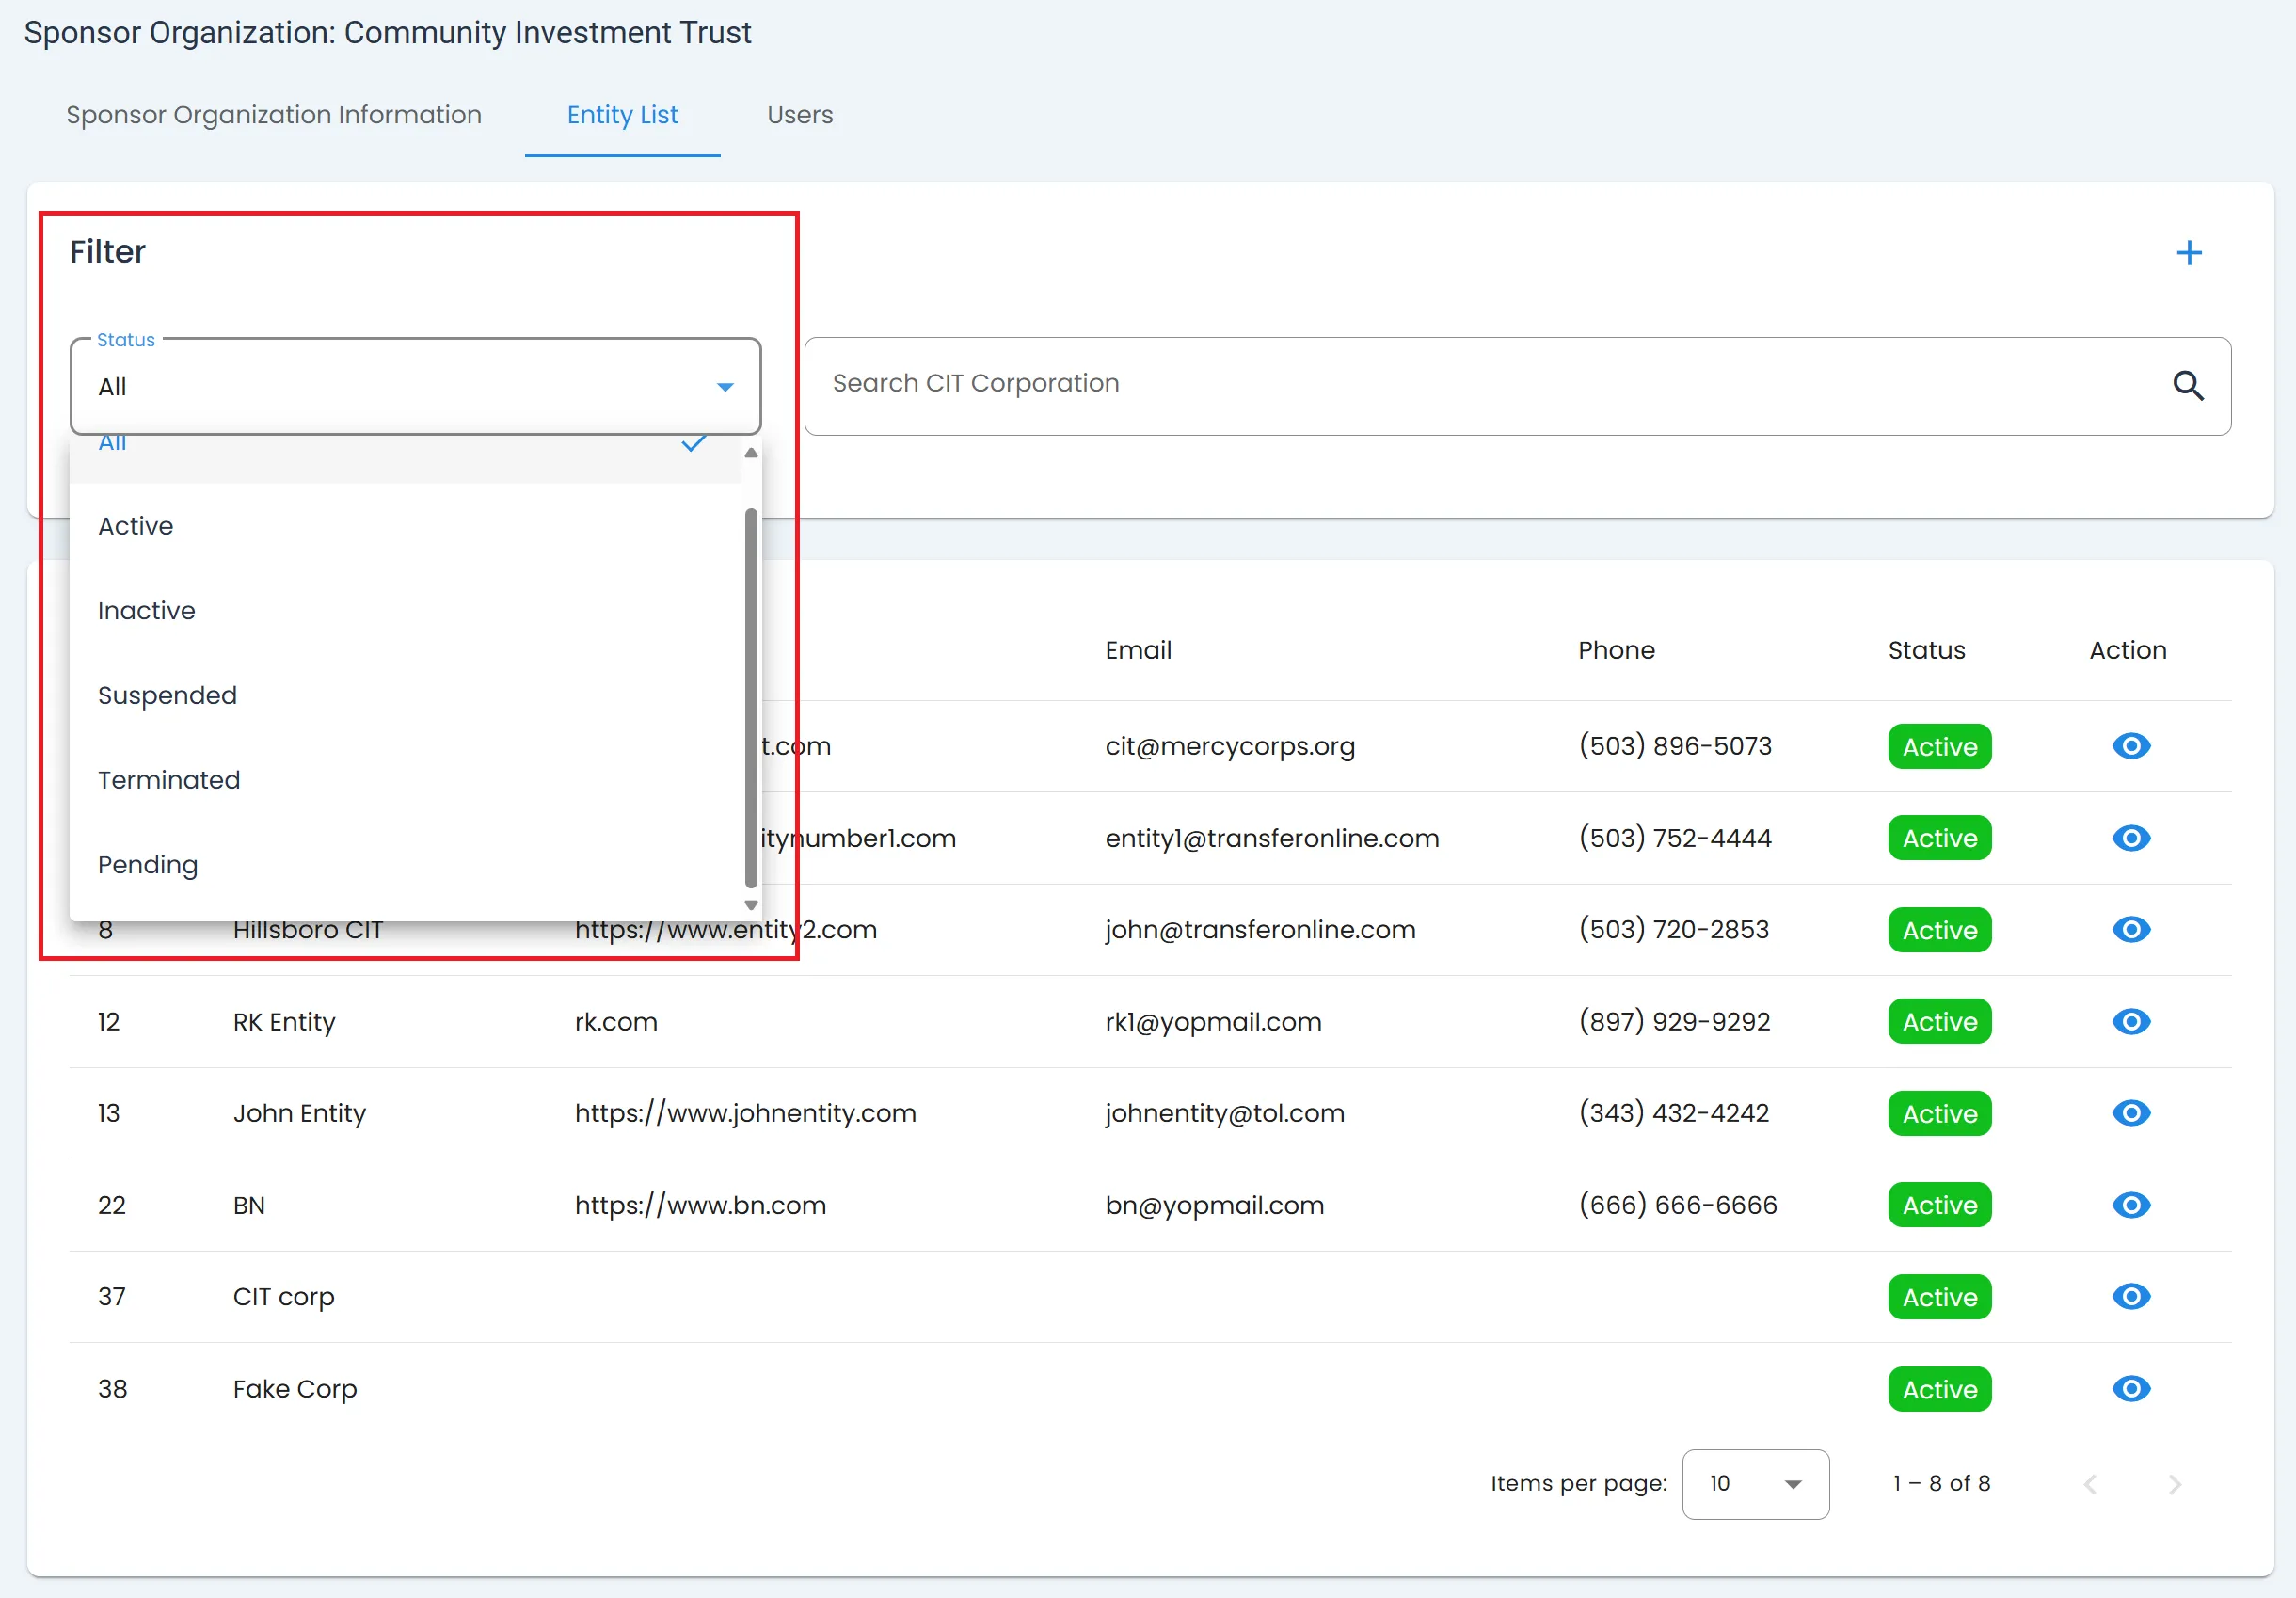 Sponsor Organization: Community Investment Trust
Sponsor Organization Information Entity List Users
Filter
Status
All
Search CIT Corporation
All
Active
Inactive
Suspended
Terminated
Pending
Email Phone Status Action
t.com cit@mercycorps.org (503) 896-5073 Active
itynumber1.com entity1@transferonline.com (503) 752-4444 Active
8 Hillsboro CIT https://www.entity2.com john@transferonline.com (503) 720-2853 Active
12 RK Entity rk.com rk1@yopmail.com (897) 929-9292 Active
13 John Entity https://www.johnentity.com johnentity@tol.com (343) 432-4242 Active
22 BN https://www.bn.com bn@yopmail.com (666) 666-6666 Active
37 CIT corp Active
38 Fake Corp Active
Items per page: 10 1 – 8 of 8